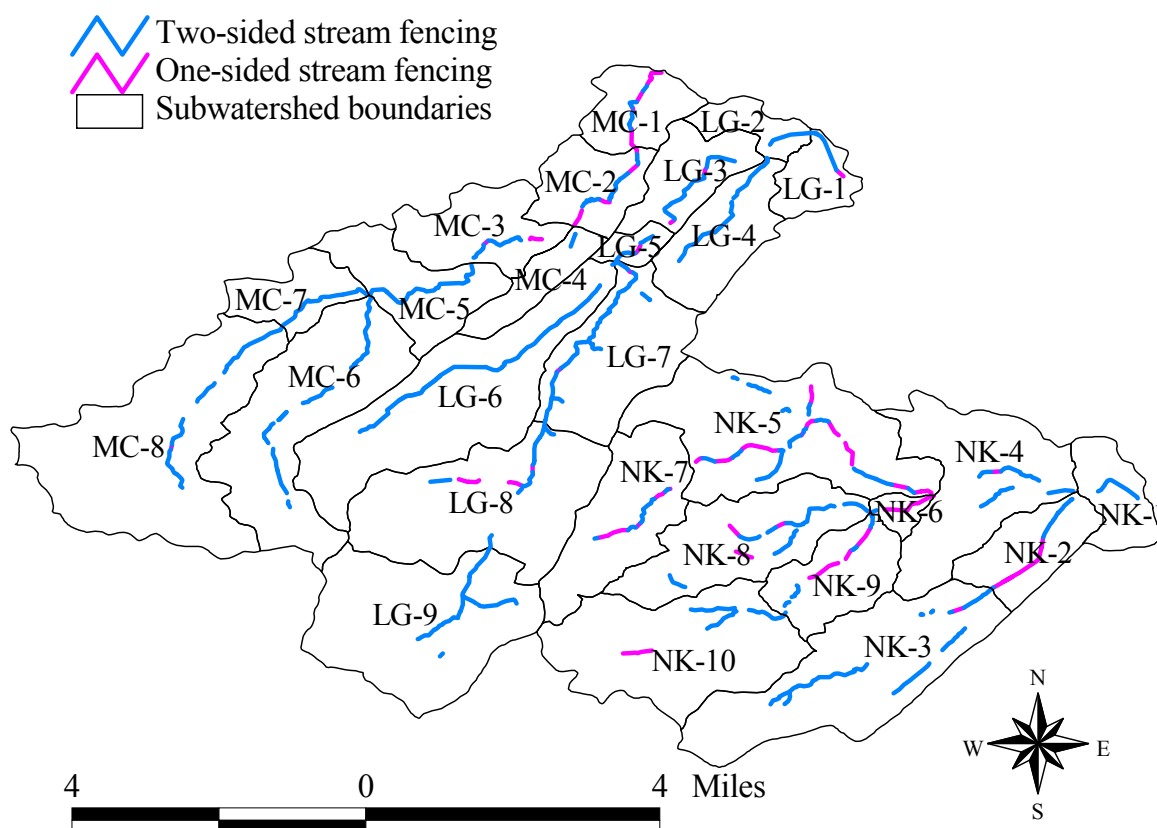 Two-sided stream fencing
One-sided stream fencing
Subwatershed boundaries
MC-1
LG-2
LG-3
MC-2
LG-1
MC-3
LG-5
LG-4
MC-4
MC-7
MC-5
LG-7
MC-6
LG-6
NK-5
MC-8
NK-4
NK-7
LG-8
NK-6
NK-
NK-8
NK-2
NK-9
LG-9
NK-3
NK-10
N
W
E
S
4
0
4
Miles